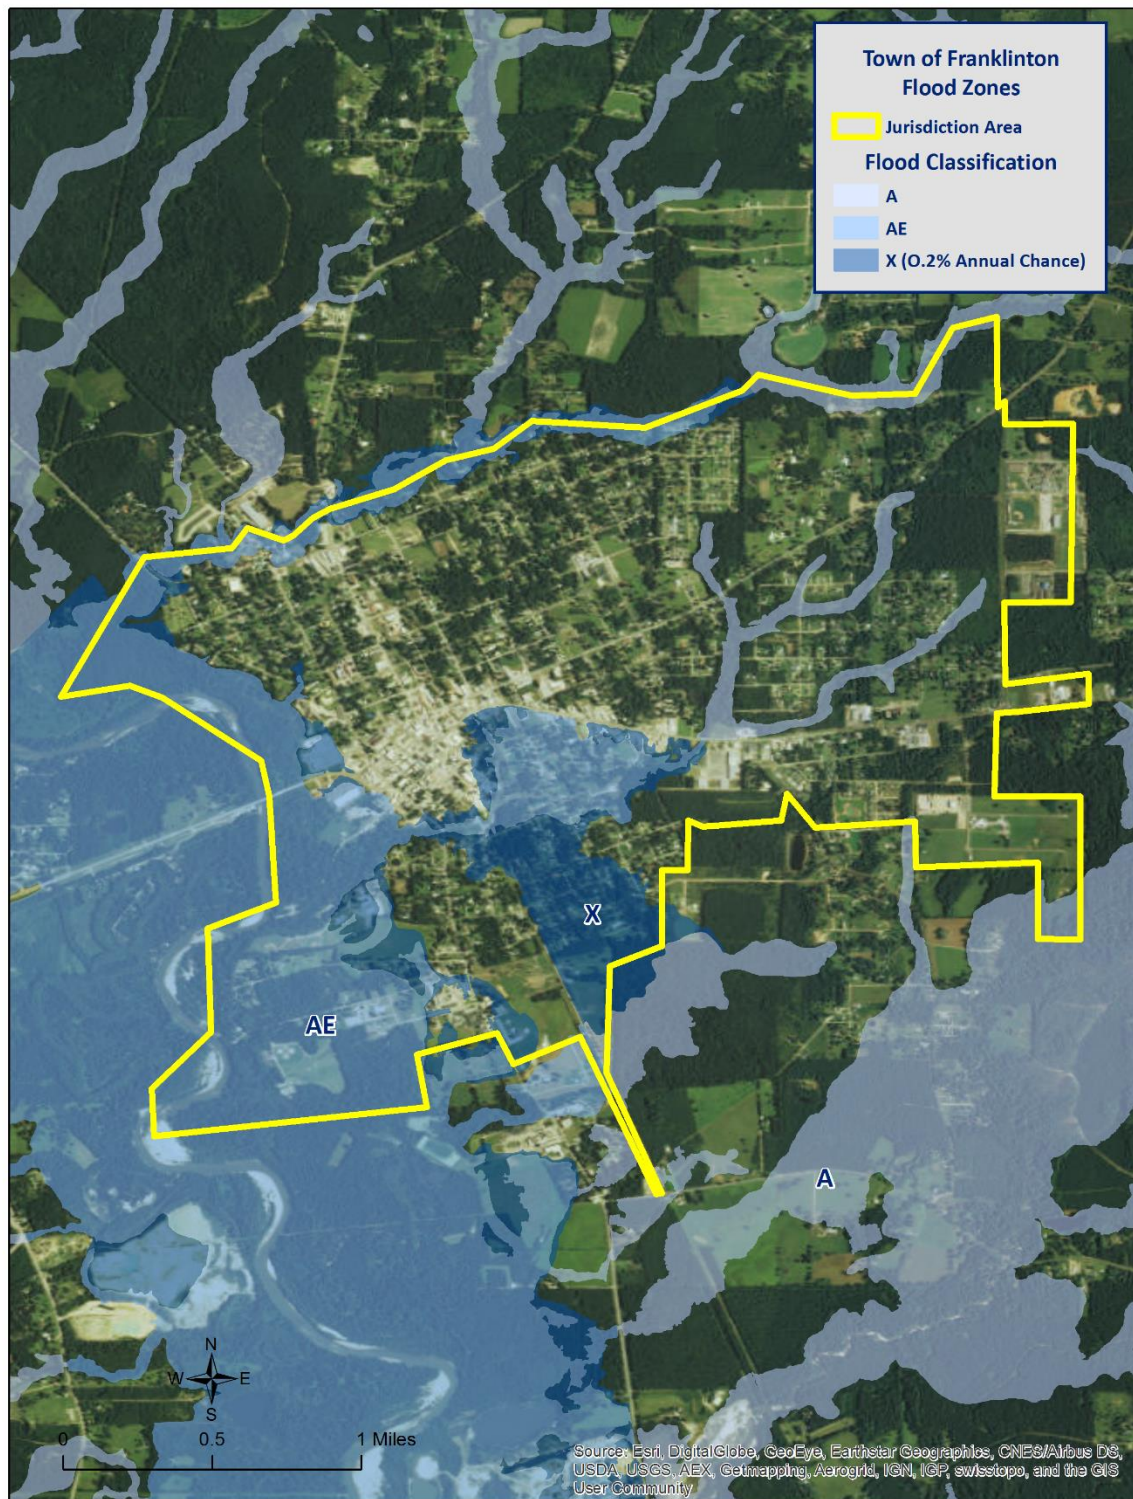 Town of Franklinton
Flood Zones
Jurisdiction Area
Flood Classification
A
AE
X (O.2% Annual Chance)
X
AE
A
N
W E
S
0 0.5 1 Miles
Source: Esri, DigitalGlobe, GeoEye, Earthstar Geographics, CNES/Airbus DS,
USDA, USGS, AEX, Getmapping, Aerogrid, IGN, IGP, swisstopo, and the GIS
User Community